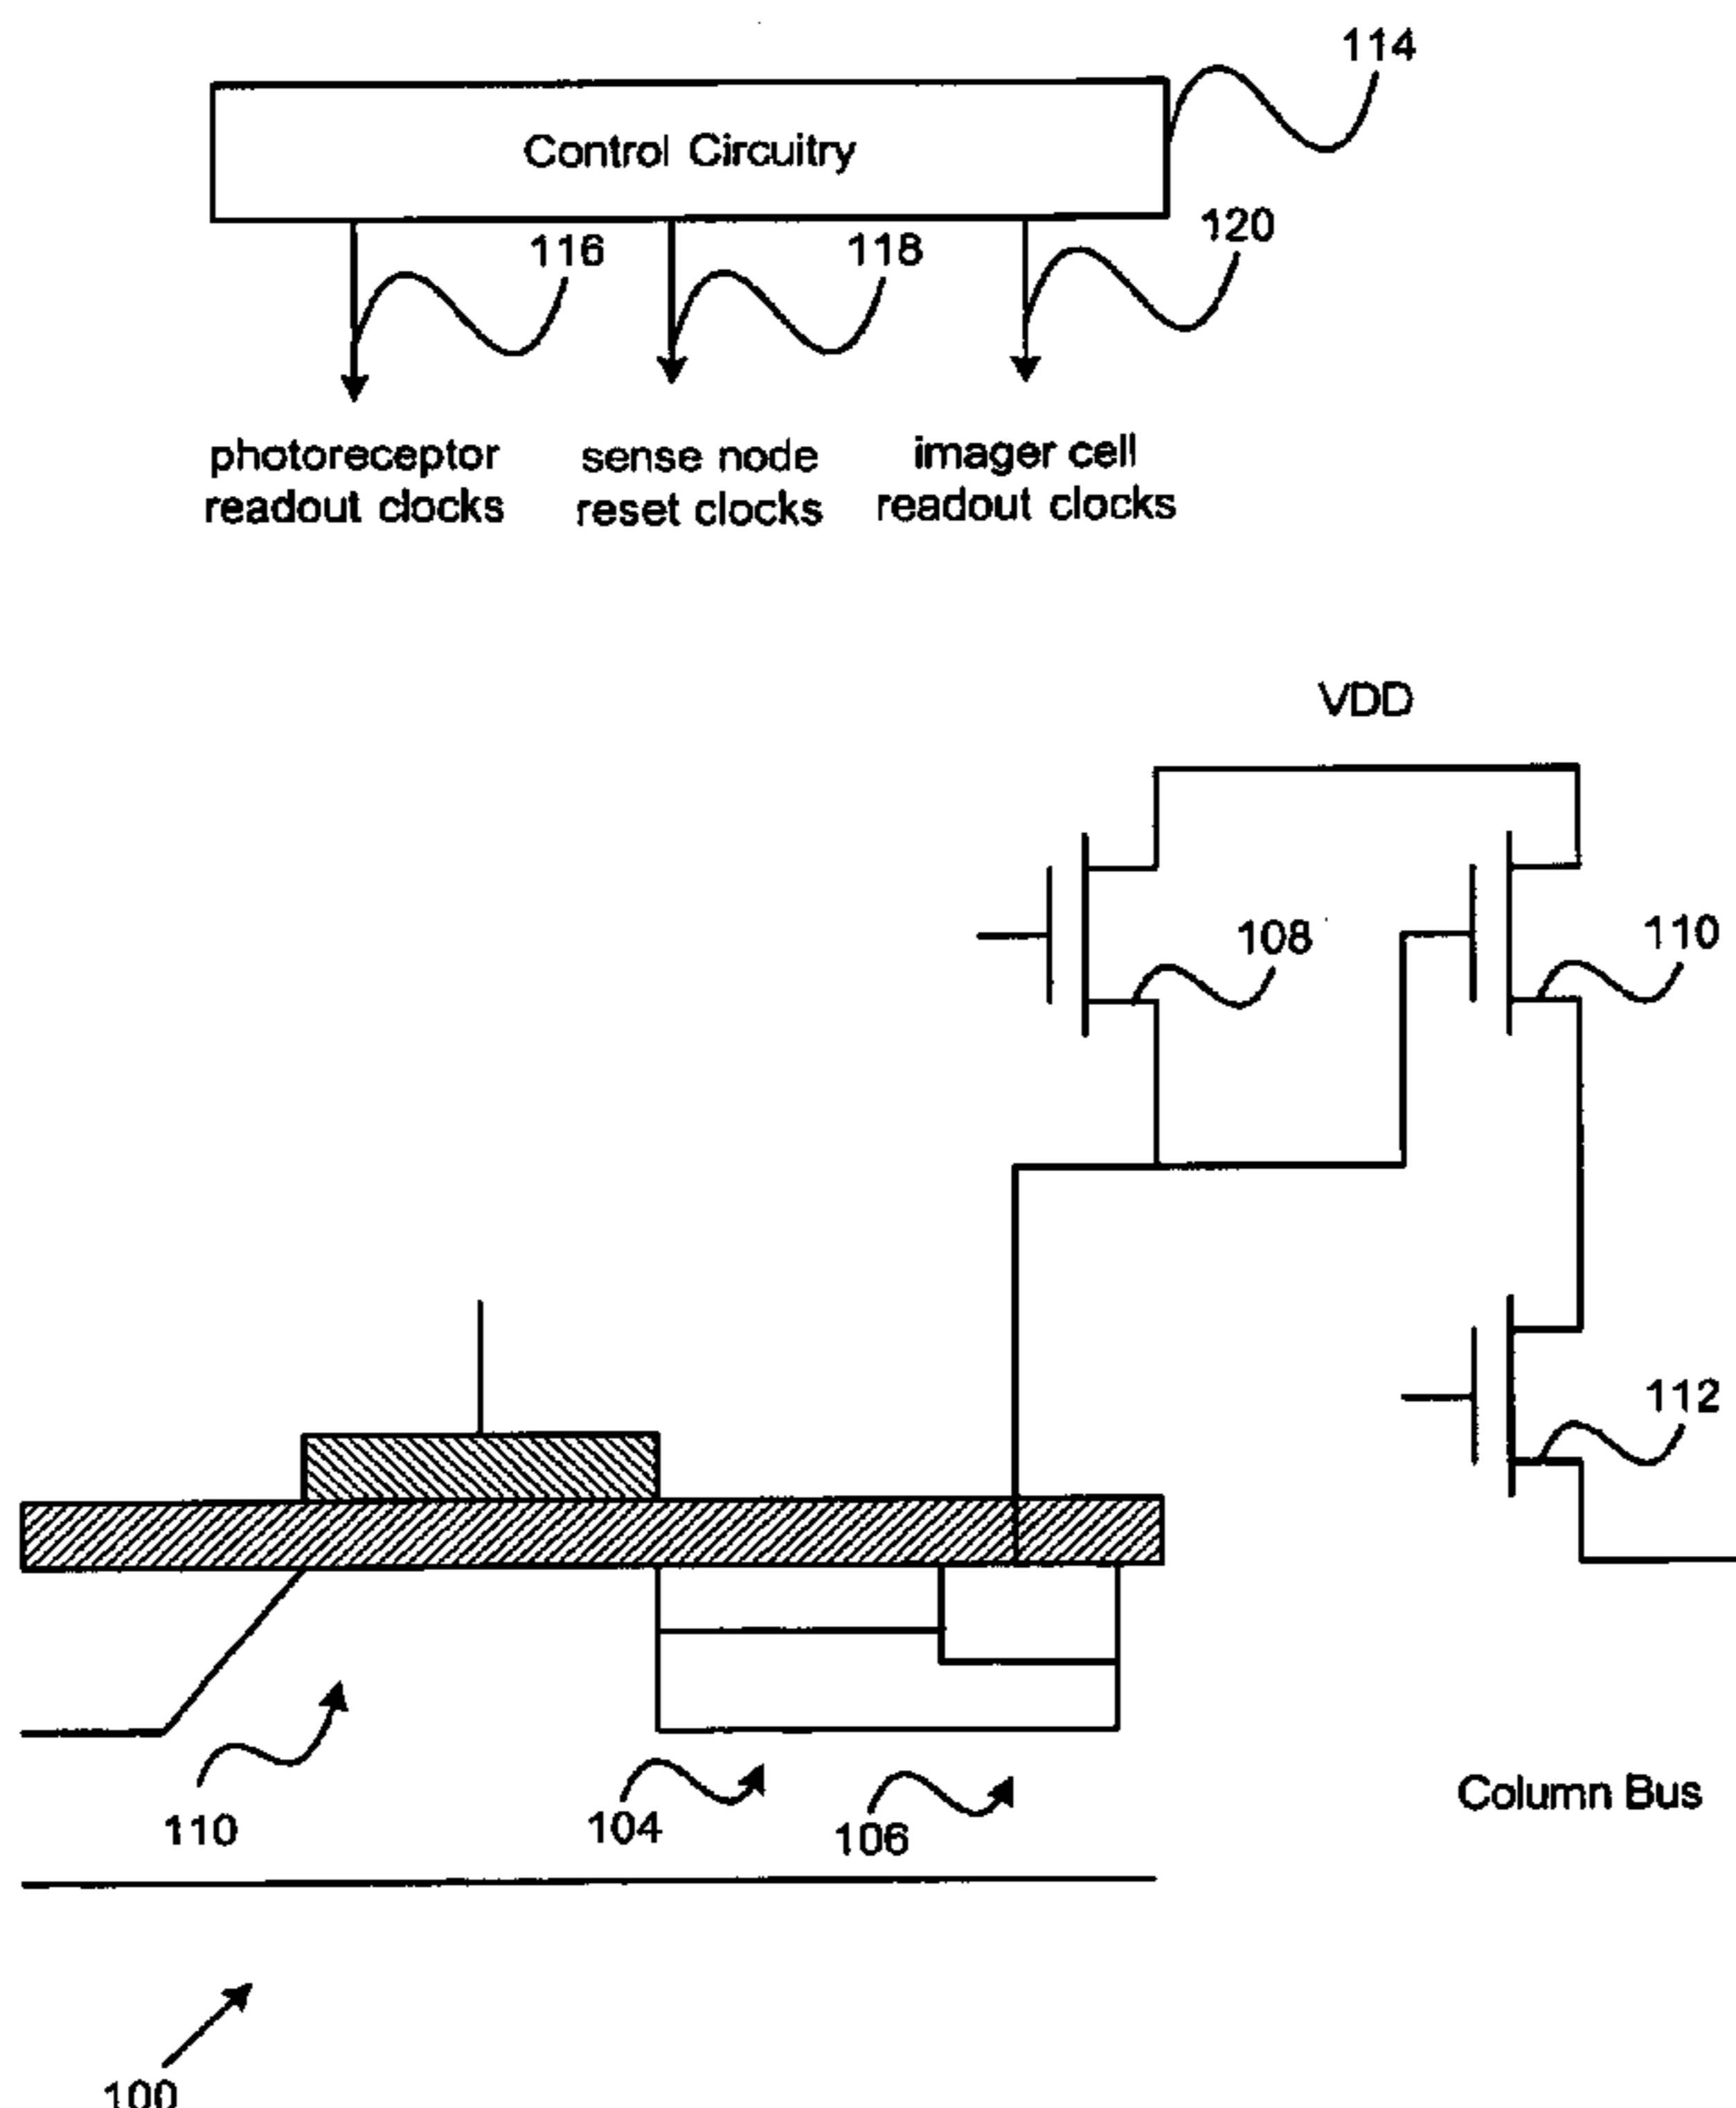 114
Control Circuitry
116
118
120
photoreceptor
readout clocks
sense node
reset clocks
imager cell
readout clocks
VDD
108
110
112
110
104
106
Column Bus
100